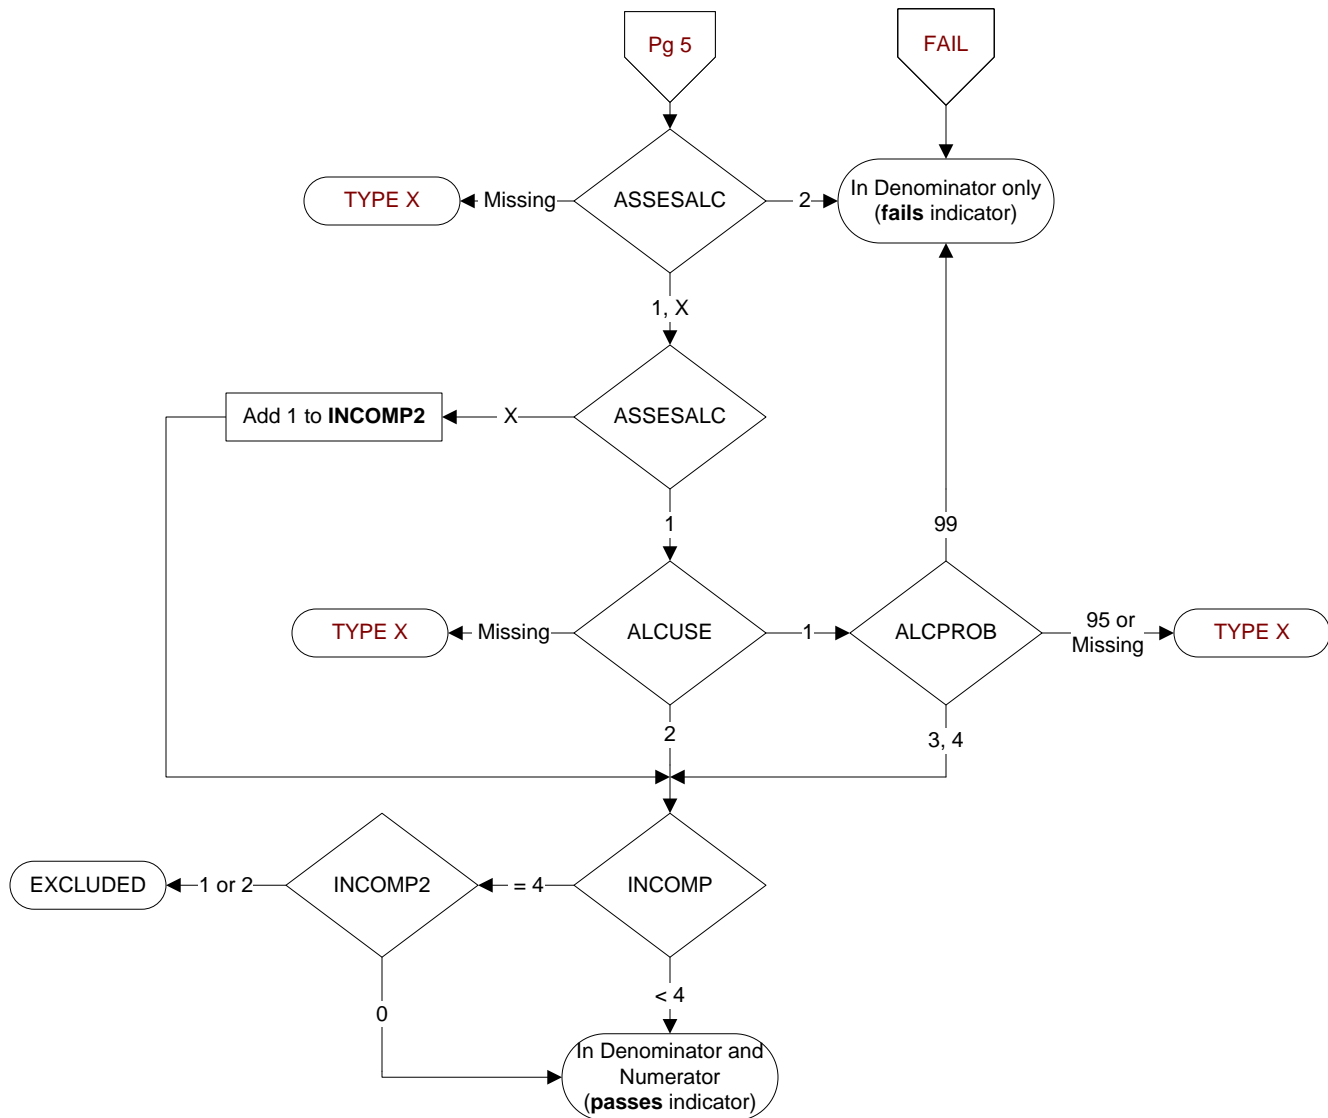 Pg 5
FAIL
TYPE X
Missing
ASSESALC
2
In Denominator only
(fails indicator)
1, X
Add 1 to INCOMP2
X
ASSESALC
1
99
TYPE X
Missing
ALCUSE
1
ALCPROB
95 or
Missing
TYPE X
2
3, 4
EXCLUDED
1 or 2
INCOMP2
= 4
INCOMP
0
< 4
In Denominator and
Numerator
(passes indicator)